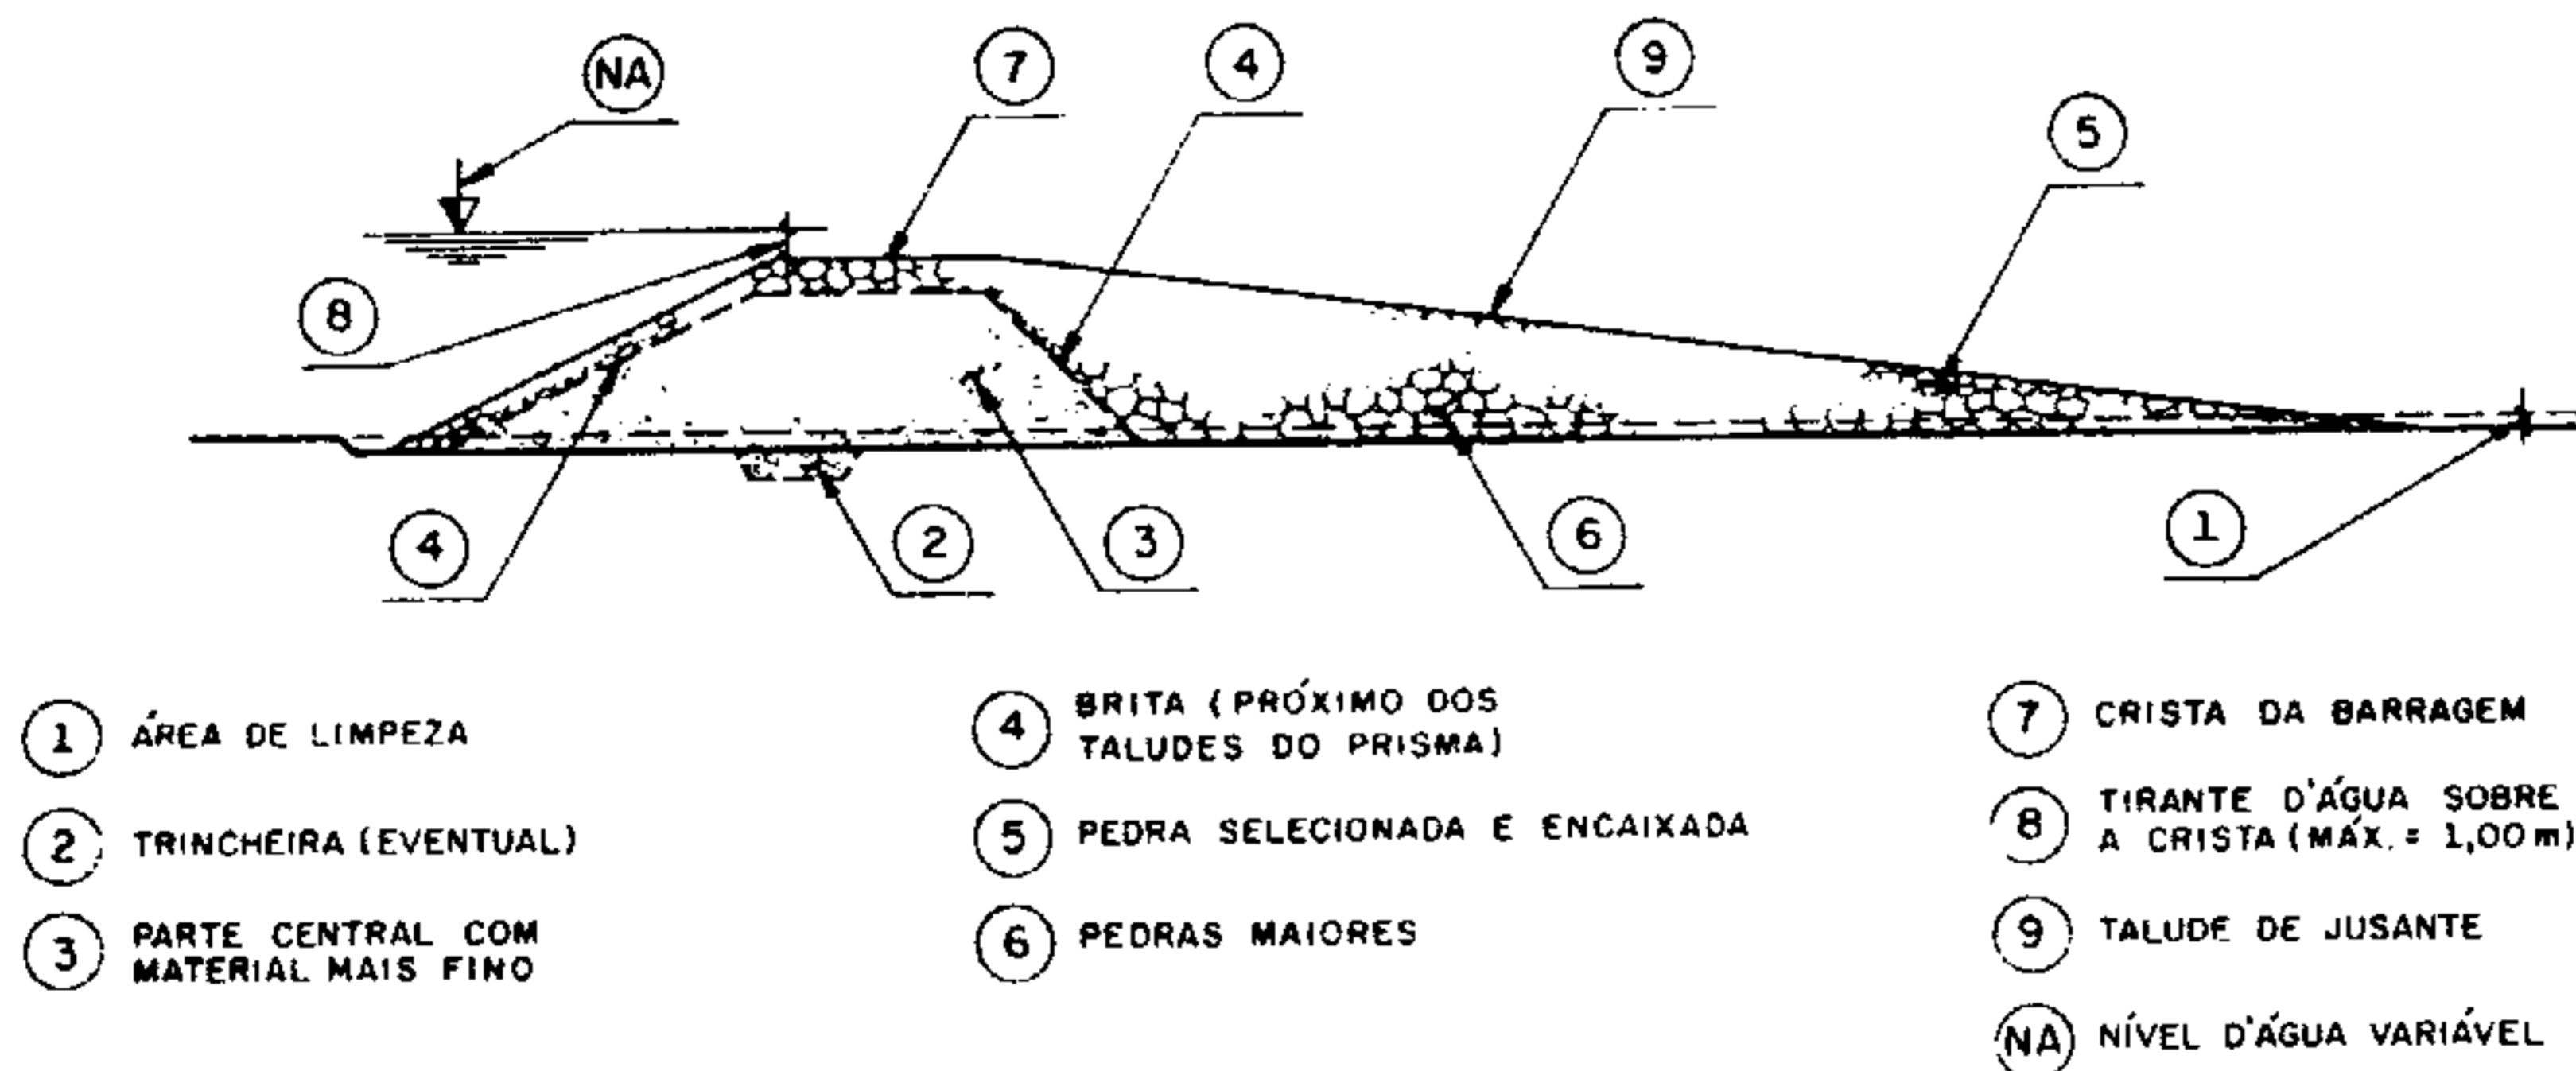 NA
7
4
9
5
8
4
2
3
6
1
1 ÁREA DE LIMPEZA
2 TRINCHEIRA (EVENTUAL)
3 PARTE CENTRAL COM
MATERIAL MAIS FINO
4 BRITA (PRÓXIMO DOS
TALUDES DO PRISMA)
5 PEDRA SELECIONADA E ENCAIXADA
6 PEDRAS MAIORES
7 CRISTA DA BARRAGEM
8 TIRANTE D'ÁGUA SOBRE
A CRISTA (MÁX. = 1,00 m)
9 TALUDE DE JUSANTE
NA NÍVEL D'ÁGUA VARIÁVEL